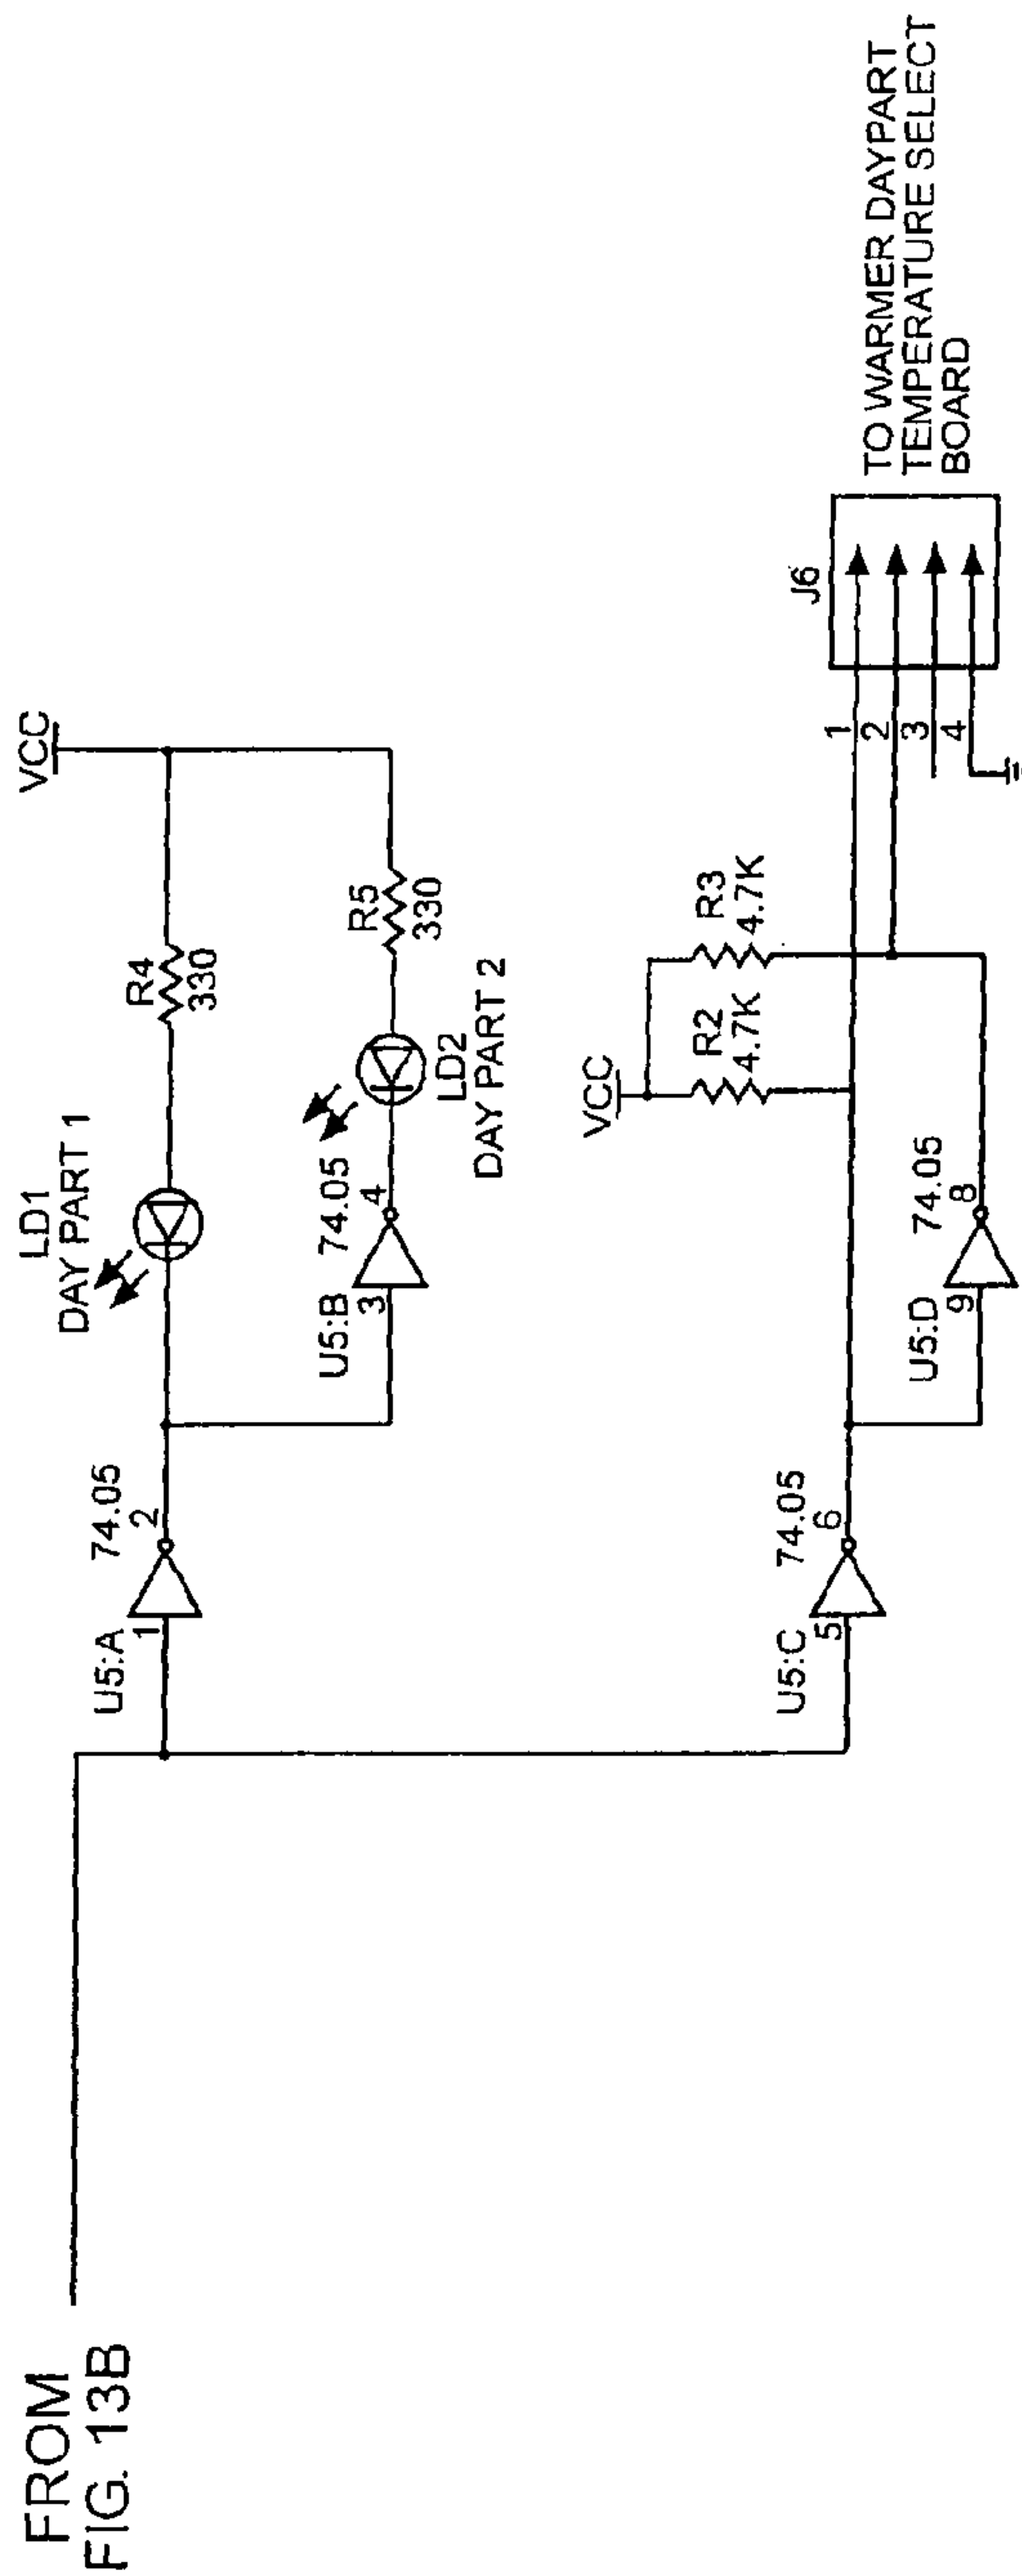 FROM
FIG. 13B
U5:A
1
74.05
2
LD1
DAY PART 1
R4
330
VCC
U5:B
3
74.05
4
LD2
DAY PART 2
R5
330
U5:C
5
74.05
6
VCC
R2
4.7K
R3
4.7K
U5:D
9
74.05
8
1
2
3
4
J6
TO WARMER DAYPART
TEMPERATURE SELECT
BOARD